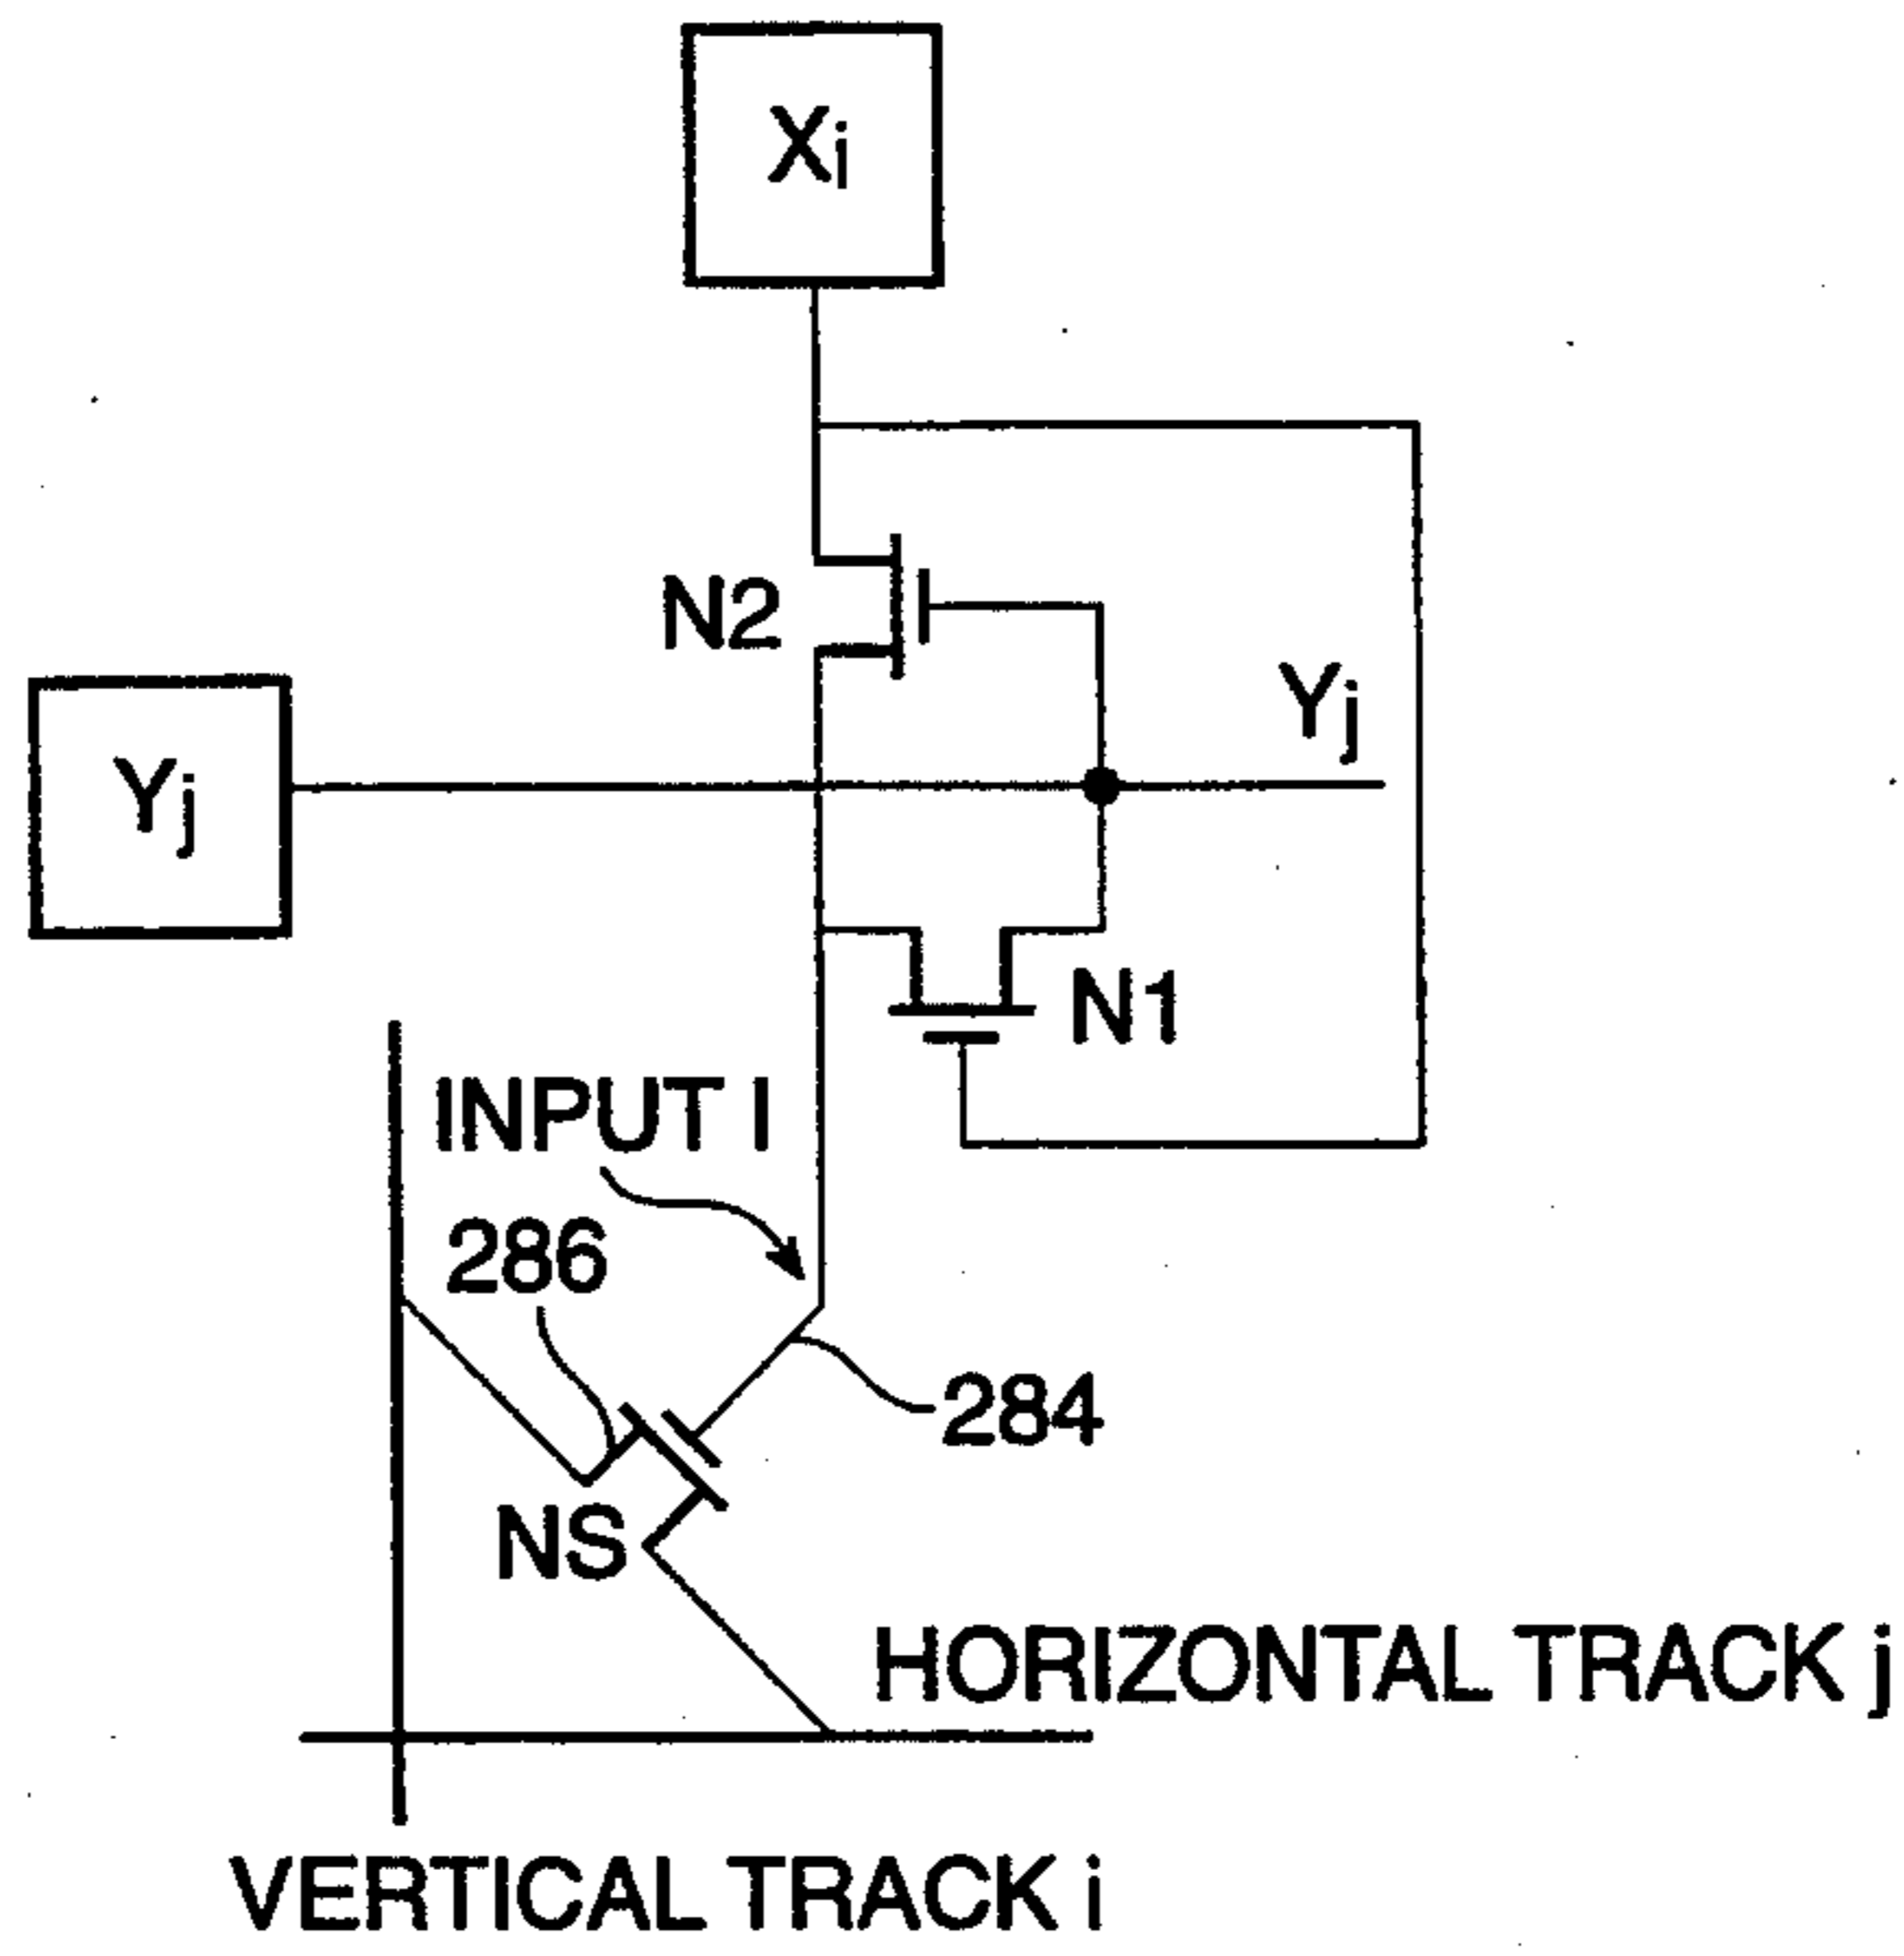 Xi
N2
Yj
Yj
N1
INPUT I
286
284
NS
HORIZONTAL TRACK j
VERTICAL TRACK i